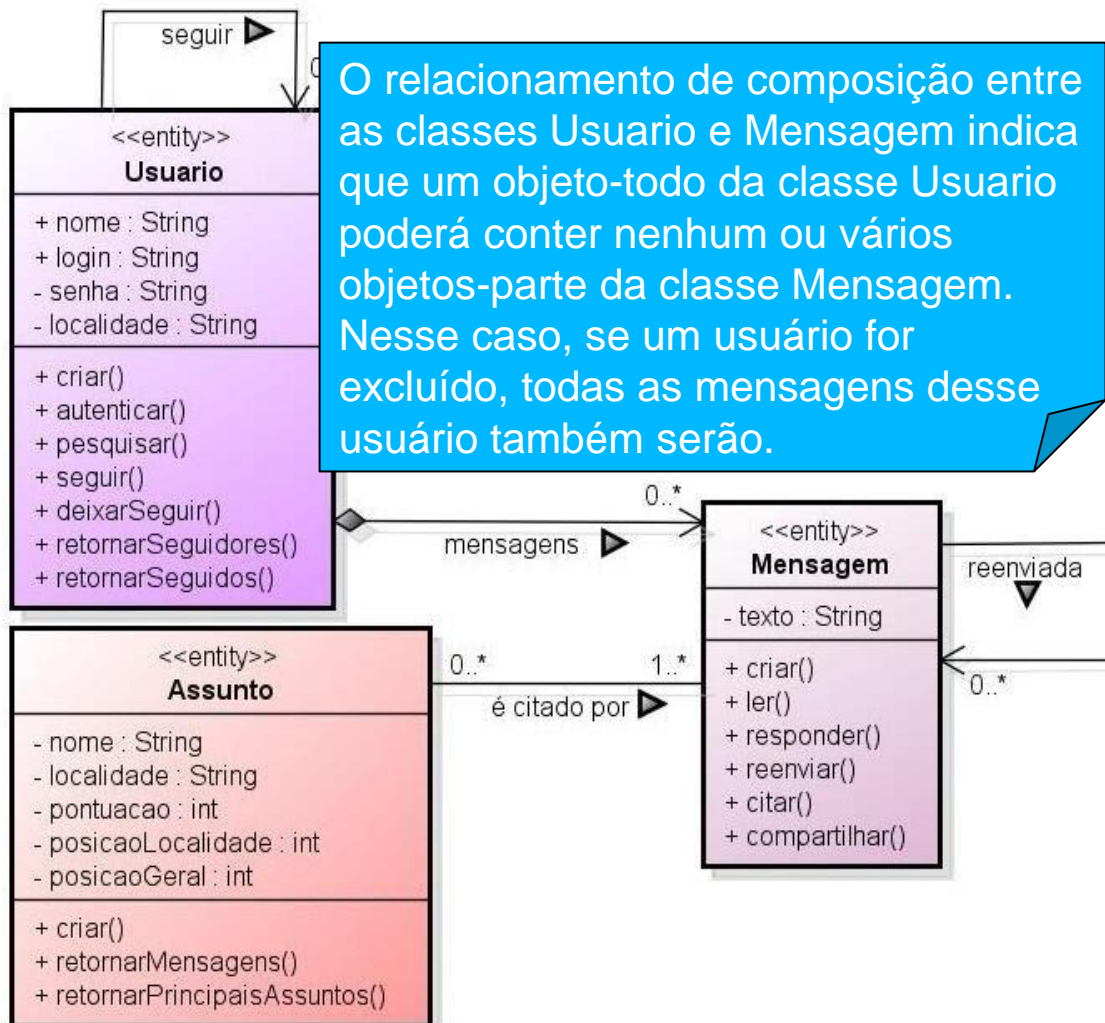 seguir
0
<<entity>>
Usuario
+ nome : String
+ login : String
- senha : String
- localidade : String
+ criar()
+ autenticar()
+ pesquisar()
+ seguir()
+ deixarSeguir()
+ retornarSeguidores()
+ retornarSeguidos()
O relacionamento de composição entre
as classes Usuario e Mensagem indica
que um objeto-todo da classe Usuario
poderá conter nenhum ou vários
objetos-parte da classe Mensagem.
Nesse caso, se um usuário for
excluído, todas as mensagens desse
usuário também serão.
0..*
mensagens
<<entity>>
Mensagem
- texto : String
+ criar()
+ ler()
+ responder()
+ reenviar()
+ citar()
+ compartilhar()
reenviada
0..*
<<entity>>
Assunto
- nome : String
- localidade : String
- pontuacao : int
- posicaoLocalidade : int
- posicaoGeral : int
+ criar()
+ retornarMensagens()
+ retornarPrincipaisAssuntos()
0..*
1..*
é citado por